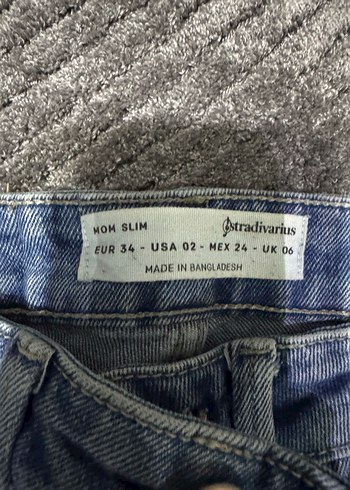 MOM SLIM stradivarius
EUR 34 - USA 02 - MEX 24 - UK 06
MADE IN BANGLADESH